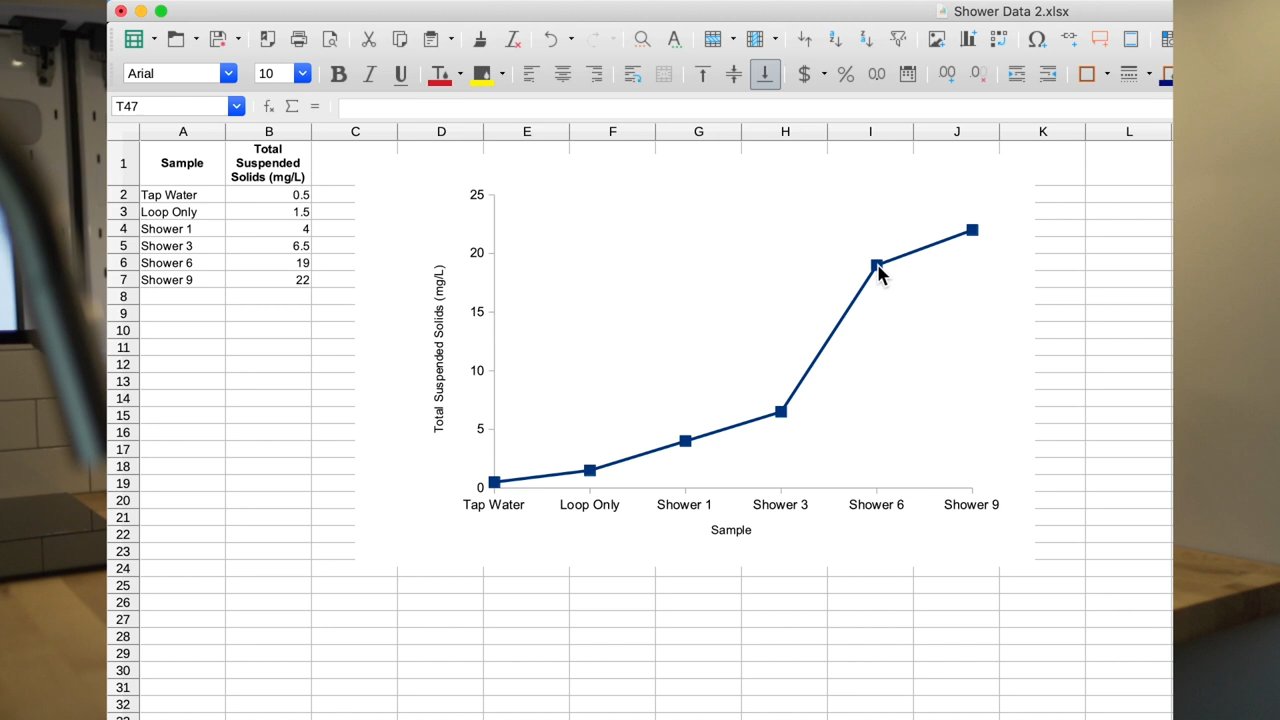 Shower Data 2.xlsx
Arial
10
T47
A B C D E F G H I J K L
1 Sample Total Suspended Solids (mg/L)
2 Tap Water 0.5
3 Loop Only 1.5
4 Shower 1 4
5 Shower 3 6.5
6 Shower 6 19
7 Shower 9 22
8
9
10
11
12
13
14
15
16
17
18
19
20
21
22
23
24
25
26
27
28
29
30
31
32
25
20
15
10
5
0
Total Suspended Solids (mg/L)
Tap Water Loop Only Shower 1 Shower 3 Shower 6 Shower 9
Sample